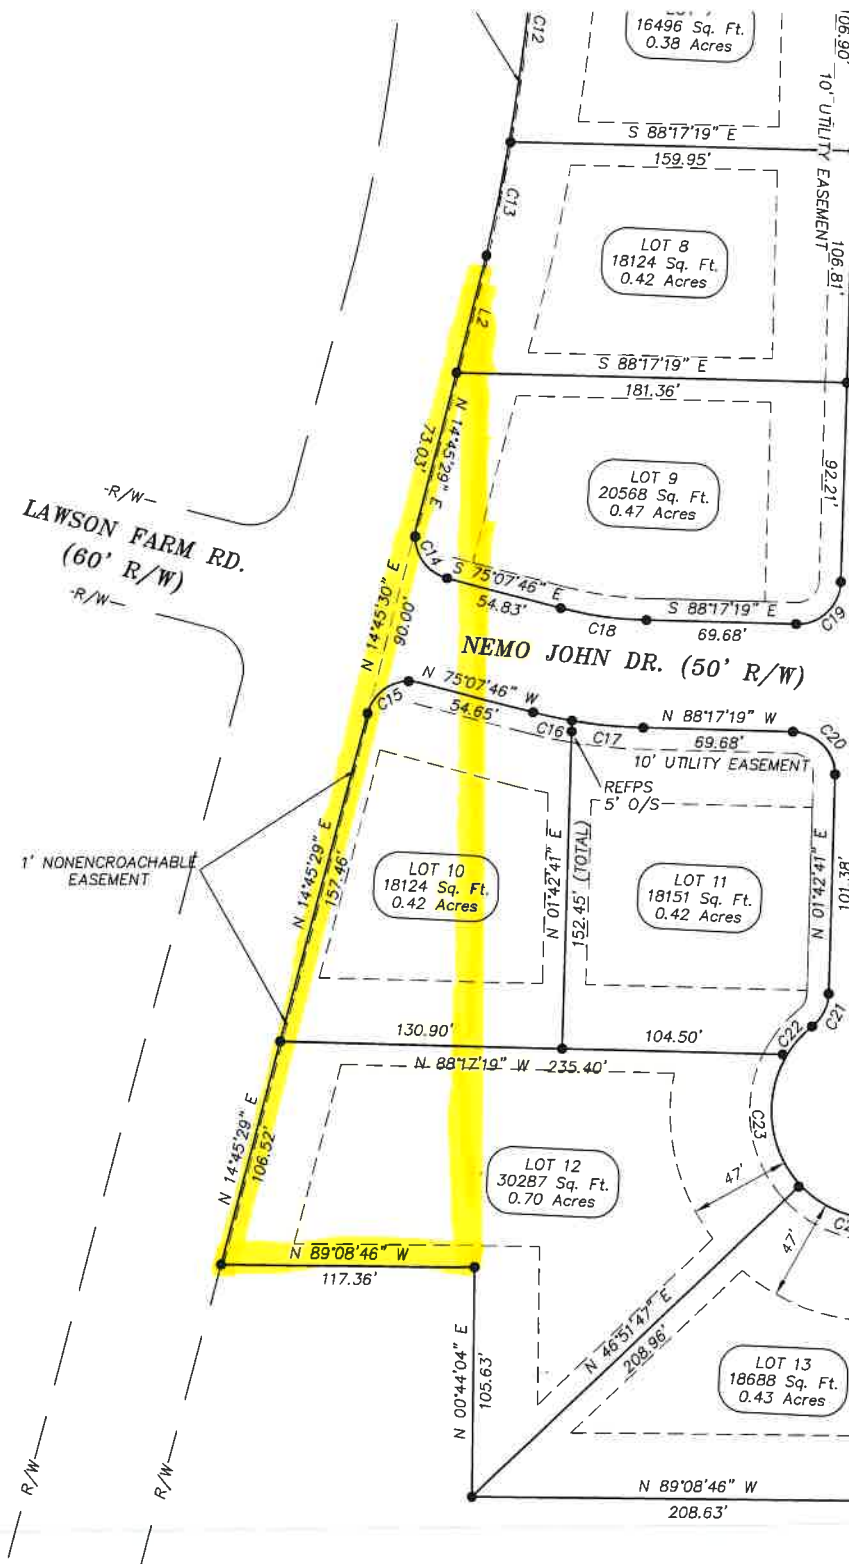 C12
16496 Sq. Ft.
0.38 Acres
106.90'
10' UTILITY EASEMENT
S 88°17'19" E
159.95'
C13
LOT 8
18124 Sq. Ft.
0.42 Acres
106.81'
L2
S 88°17'19" E
181.36'
N 14°45'29" E
73.03'
LOT 9
20568 Sq. Ft.
0.47 Acres
92.21'
-R/W-
LAWSON FARM RD.
(60' R/W)
-R/W-
C14
S 75°07'46" E
54.83'
C18
S 88°17'19" E
69.68'
C19
N 14°45'30" E
90.00'
NEMO JOHN DR. (50' R/W)
C15
N 75°07'46" W
54.65'
C16
C17
N 88°17'19" W
69.68'
C20
10' UTILITY EASEMENT
REFPS
5' O/S
1' NONENCROACHABLE
EASEMENT
N 14°45'29" E
157.46'
LOT 10
18124 Sq. Ft.
0.42 Acres
N 01°42'41" E
152.45' (TOTAL)
LOT 11
18151 Sq. Ft.
0.42 Acres
N 01°42'41" E
101.38'
C21
C22
130.90'
104.50'
N 88°17'19" W 235.40'
C23
N 14°45'29" E
106.52'
LOT 12
30287 Sq. Ft.
0.70 Acres
47'
47'
N 89°08'46" W
117.36'
N 00°44'04" E
105.63'
N 46°51'47" E
208.96'
LOT 13
18688 Sq. Ft.
0.43 Acres
R/W
R/W
N 89°08'46" W
208.63'